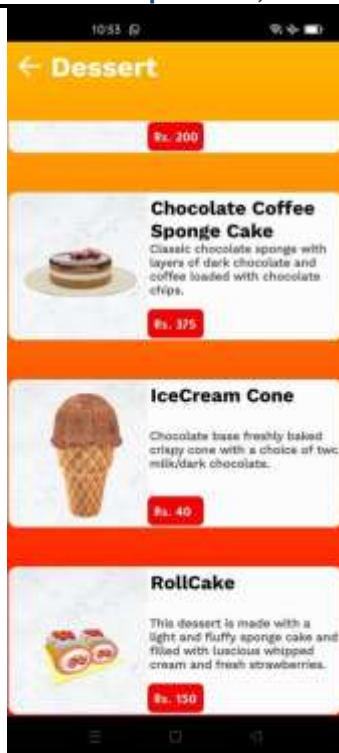 10:53
← Dessert
Rs. 200
Chocolate Coffee
Sponge Cake
Classic chocolate sponge with
layers of dark chocolate and
coffee loaded with chocolate
chips.
Rs. 375
IceCream Cone
Chocolate base freshly baked
crispy cone with a choice of two
milk/dark chocolate.
Rs. 40
RollCake
This dessert is made with a
light and fluffy sponge cake and
filled with luscious whipped
cream and fresh strawberries.
Rs. 150